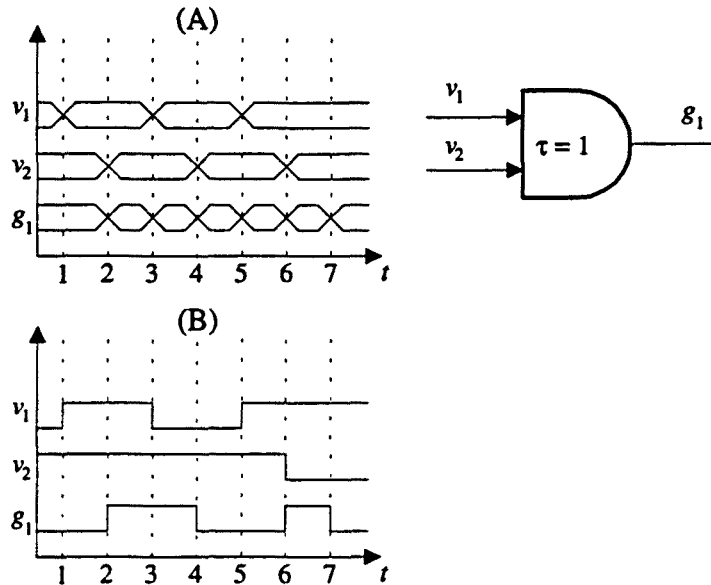 (A)
v₁
v₂
g₁
1 2 3 4 5 6 7 t
v₁
v₂
τ = 1
g₁
(B)
v₁
v₂
g₁
1 2 3 4 5 6 7 t